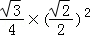 √3/4 × (√2/2)²